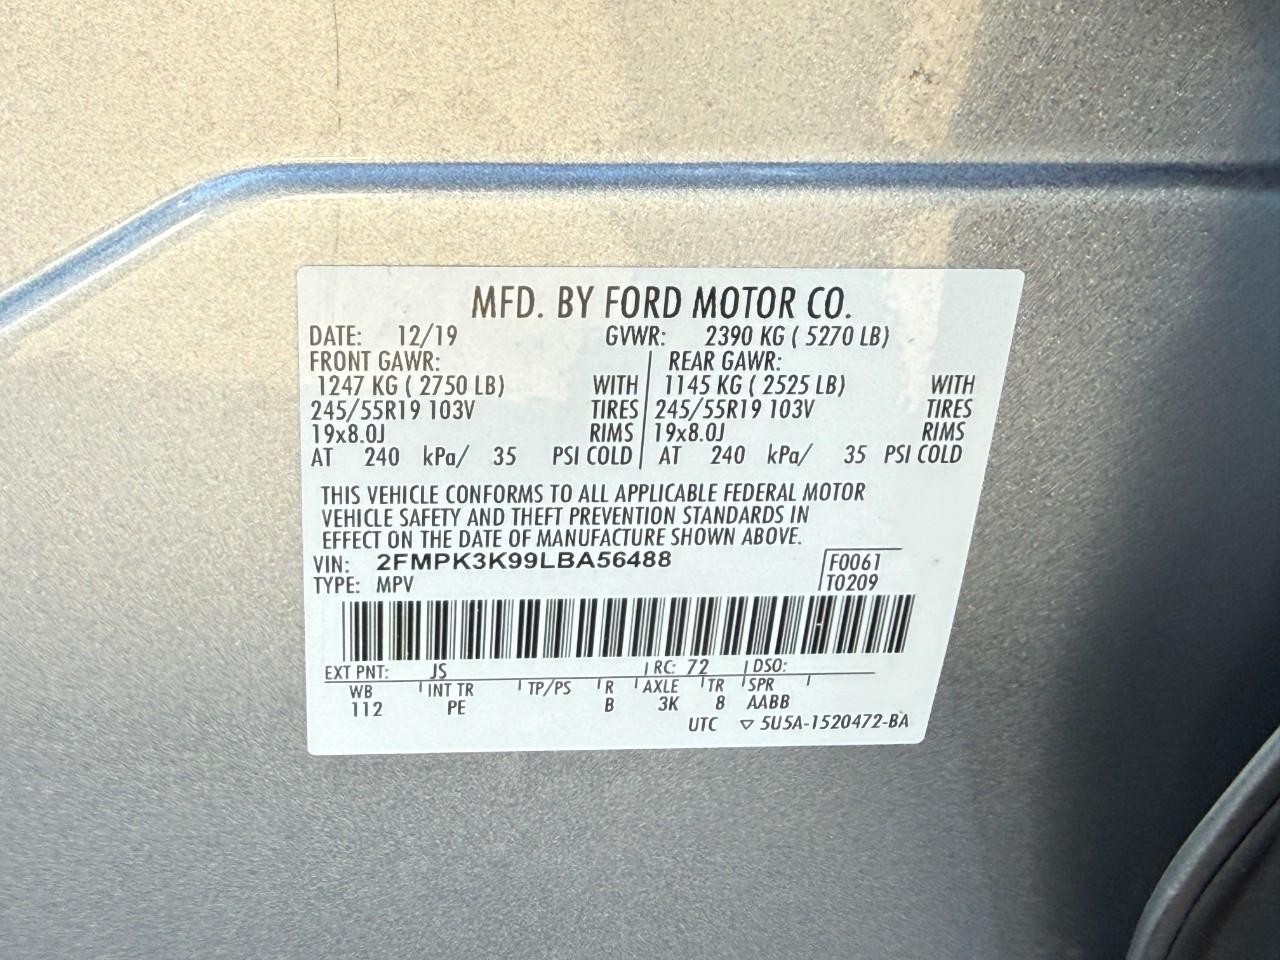 MFD. BY FORD MOTOR CO.
DATE: 12/19 GVWR: 2390 KG ( 5270 LB)
FRONT GAWR: REAR GAWR:
1247 KG ( 2750 LB) WITH 1145 KG ( 2525 LB) WITH
245/55R19 103V TIRES 245/55R19 103V TIRES
19x8.0J RIMS 19x8.0J RIMS
AT 240 kPa/ 35 PSI COLD AT 240 kPa/ 35 PSI COLD
THIS VEHICLE CONFORMS TO ALL APPLICABLE FEDERAL MOTOR
VEHICLE SAFETY AND THEFT PREVENTION STANDARDS IN
EFFECT ON THE DATE OF MANUFACTURE SHOWN ABOVE.
VIN: 2FMPK3K99LBA56488 F0061
TYPE: MPV T0209
EXT PNT: JS RC: 72 DSO:
WB INT TR TP/PS R AXLE TR SPR
112 PE B 3K 8 AABB
UTC ▽ 5U5A-1520472-BA